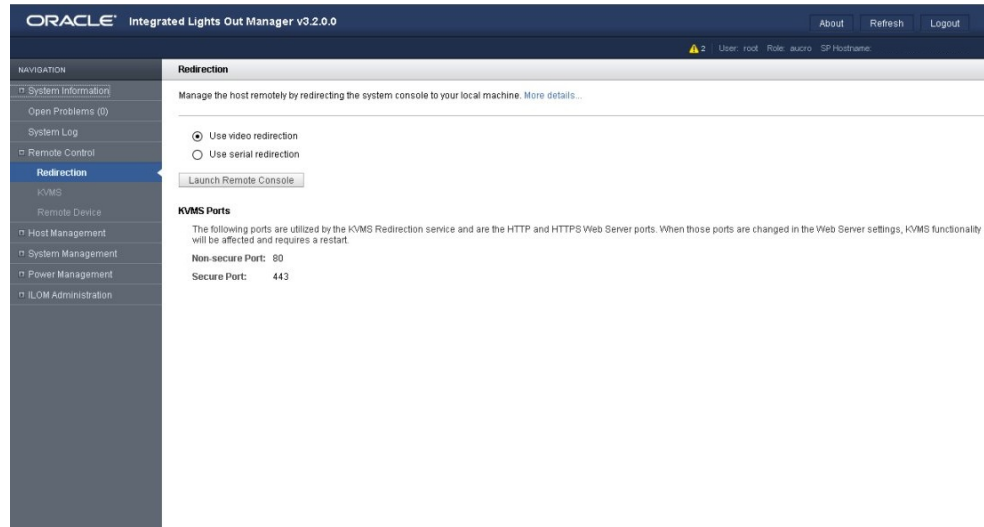 ORACLE® Integrated Lights Out Manager v3.2.0.0
About Refresh Logout
2 User: root Role: aucro SP Hostname:
NAVIGATION
System Information
Open Problems (0)
System Log
Remote Control
Redirection
KVMS
Remote Device
Host Management
System Management
Power Management
ILOM Administration
Redirection
Manage the host remotely by redirecting the system console to your local machine. More details...
Use video redirection
Use serial redirection
Launch Remote Console
KVMS Ports
The following ports are utilized by the KVMS Redirection service and are the HTTP and HTTPS Web Server ports. When those ports are changed in the Web Server settings, KVMS functionality
will be affected and requires a restart.
Non-secure Port: 80
Secure Port: 443